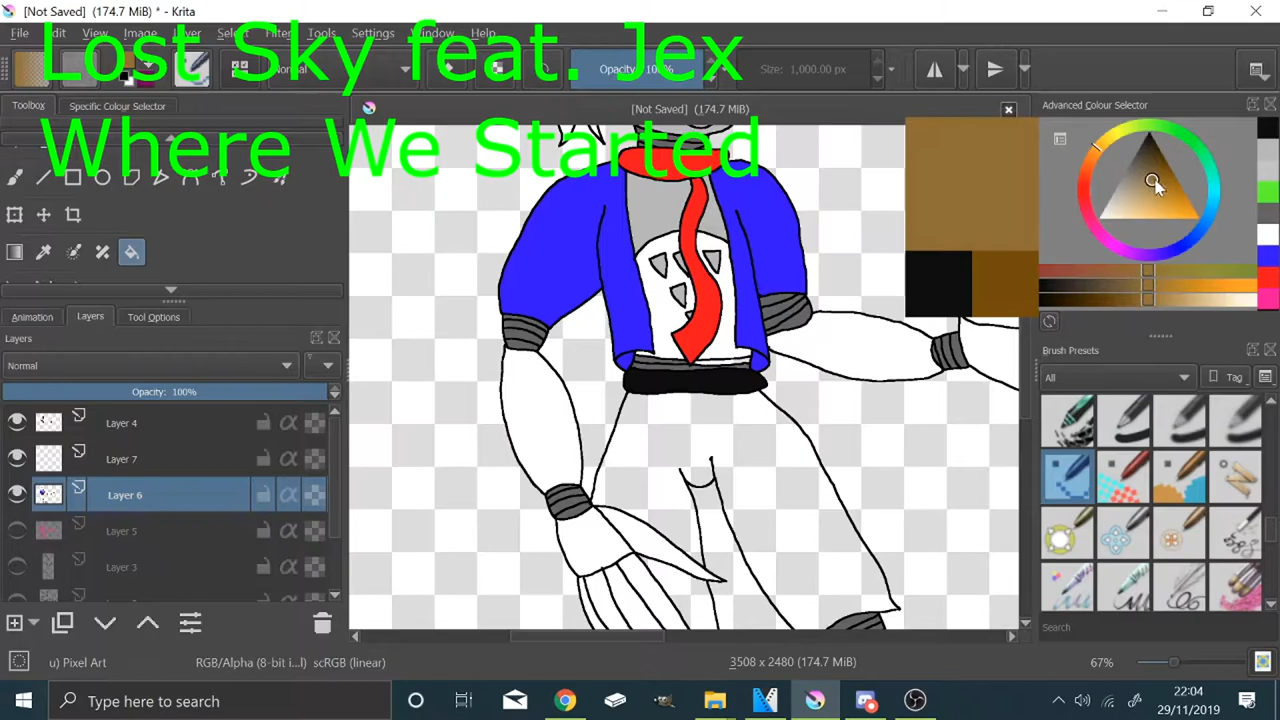 [Not Saved] (174.7 MiB) * - Krita
File Edit View Image Layer Select Filter Tools Settings Window Help
Lost Sky feat. Jex
Where We Started
Normal
Opacity: 100%
Size: 1,000.00 px
Toolbox
Specific Colour Selector
[Not Saved] (174.7 MiB)
Advanced Colour Selector
Animation
Layers
Tool Options
Layers
Normal
Opacity: 100%
Layer 4
Layer 7
Layer 6
Layer 5
Layer 3
Brush Presets
All
Tag
Search
u) Pixel Art
RGB/Alpha (8-bit i...l) scRGB (linear)
3508 x 2480 (174.7 MiB)
67%
Type here to search
22:04
29/11/2019